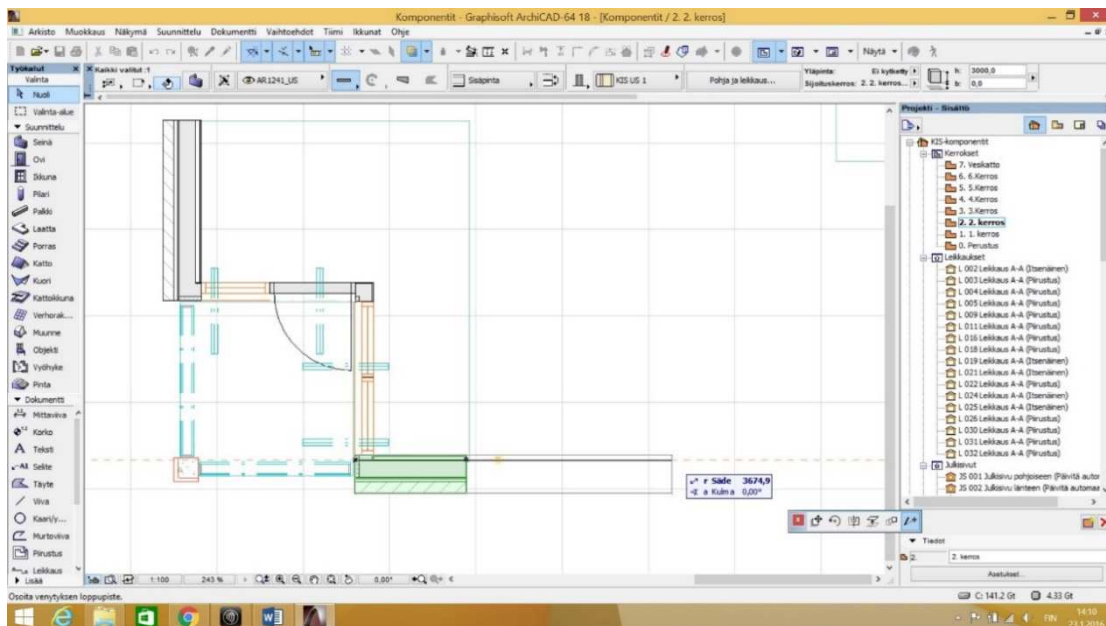 Komponentit - Graphisoft ArchiCAD-64 18 - [Komponentit / 2. 2. kerros]
Arkisto Muokkaus Näkymä Suunnittelu Dokumentti Vaihtoehdot Tiimi Ikkunat Ohje
Näytä
Työkalut
Valinta
Nuoli
Valinta-alue
Suunnittelu
Seinä
Ovi
Ikkuna
Pilari
Palkki
Laatta
Porras
Katto
Kuori
Kattoikkuna
Verhorak...
Muunne
Objekti
Vyöhyke
Pinta
Dokumentti
Mittaviiva
Korko
A Teksti
A1 Selite
Täyte
Viiva
Kaari/y...
Murtoviiva
Piirustus
Leikkaus
Lisää
Kaikki valitut :1
AR1241_US
Sisäpinta
KIS US 1
Pohja ja leikkaus...
Yläpinta: Ei kytketty
Sijoituskerros: 2. 2. kerros...
h: 3000,0
b: 0,0
r Säde 3674,9
a Kulma 0,00°
Projekti - Sisältö
KIS-komponentit
Kerrokset
7. Vesikatto
6. 6.Kerros
5. 5.Kerros
4. 4.Kerros
3. 3.Kerros
2. 2. kerros
1. 1. kerros
0. Perustus
Leikkaukset
L 002 Leikkaus A-A (Itsenäinen)
L 003 Leikkaus A-A (Piirustus)
L 004 Leikkaus A-A (Piirustus)
L 005 Leikkaus A-A (Piirustus)
L 009 Leikkaus A-A (Piirustus)
L 011 Leikkaus A-A (Piirustus)
L 016 Leikkaus A-A (Piirustus)
L 018 Leikkaus A-A (Piirustus)
L 019 Leikkaus A-A (Itsenäinen)
L 021 Leikkaus A-A (Itsenäinen)
L 022 Leikkaus A-A (Piirustus)
L 024 Leikkaus A-A (Itsenäinen)
L 025 Leikkaus A-A (Itsenäinen)
L 026 Leikkaus A-A (Piirustus)
L 030 Leikkaus A-A (Piirustus)
L 031 Leikkaus A-A (Piirustus)
L 032 Leikkaus A-A (Piirustus)
Julkisivut
JS 001 Julkisivu pohjoiseen (Päivitä autor
JS 002 Julkisivu länteen (Päivitä automaa
Tiedot
2. 2. kerros
Asetukset...
1:100 243 % 0,00°
Osoita venytyksen loppupiste.
C: 141.2 Gt 4.33 Gt
FIN 14:10
23.1.2016